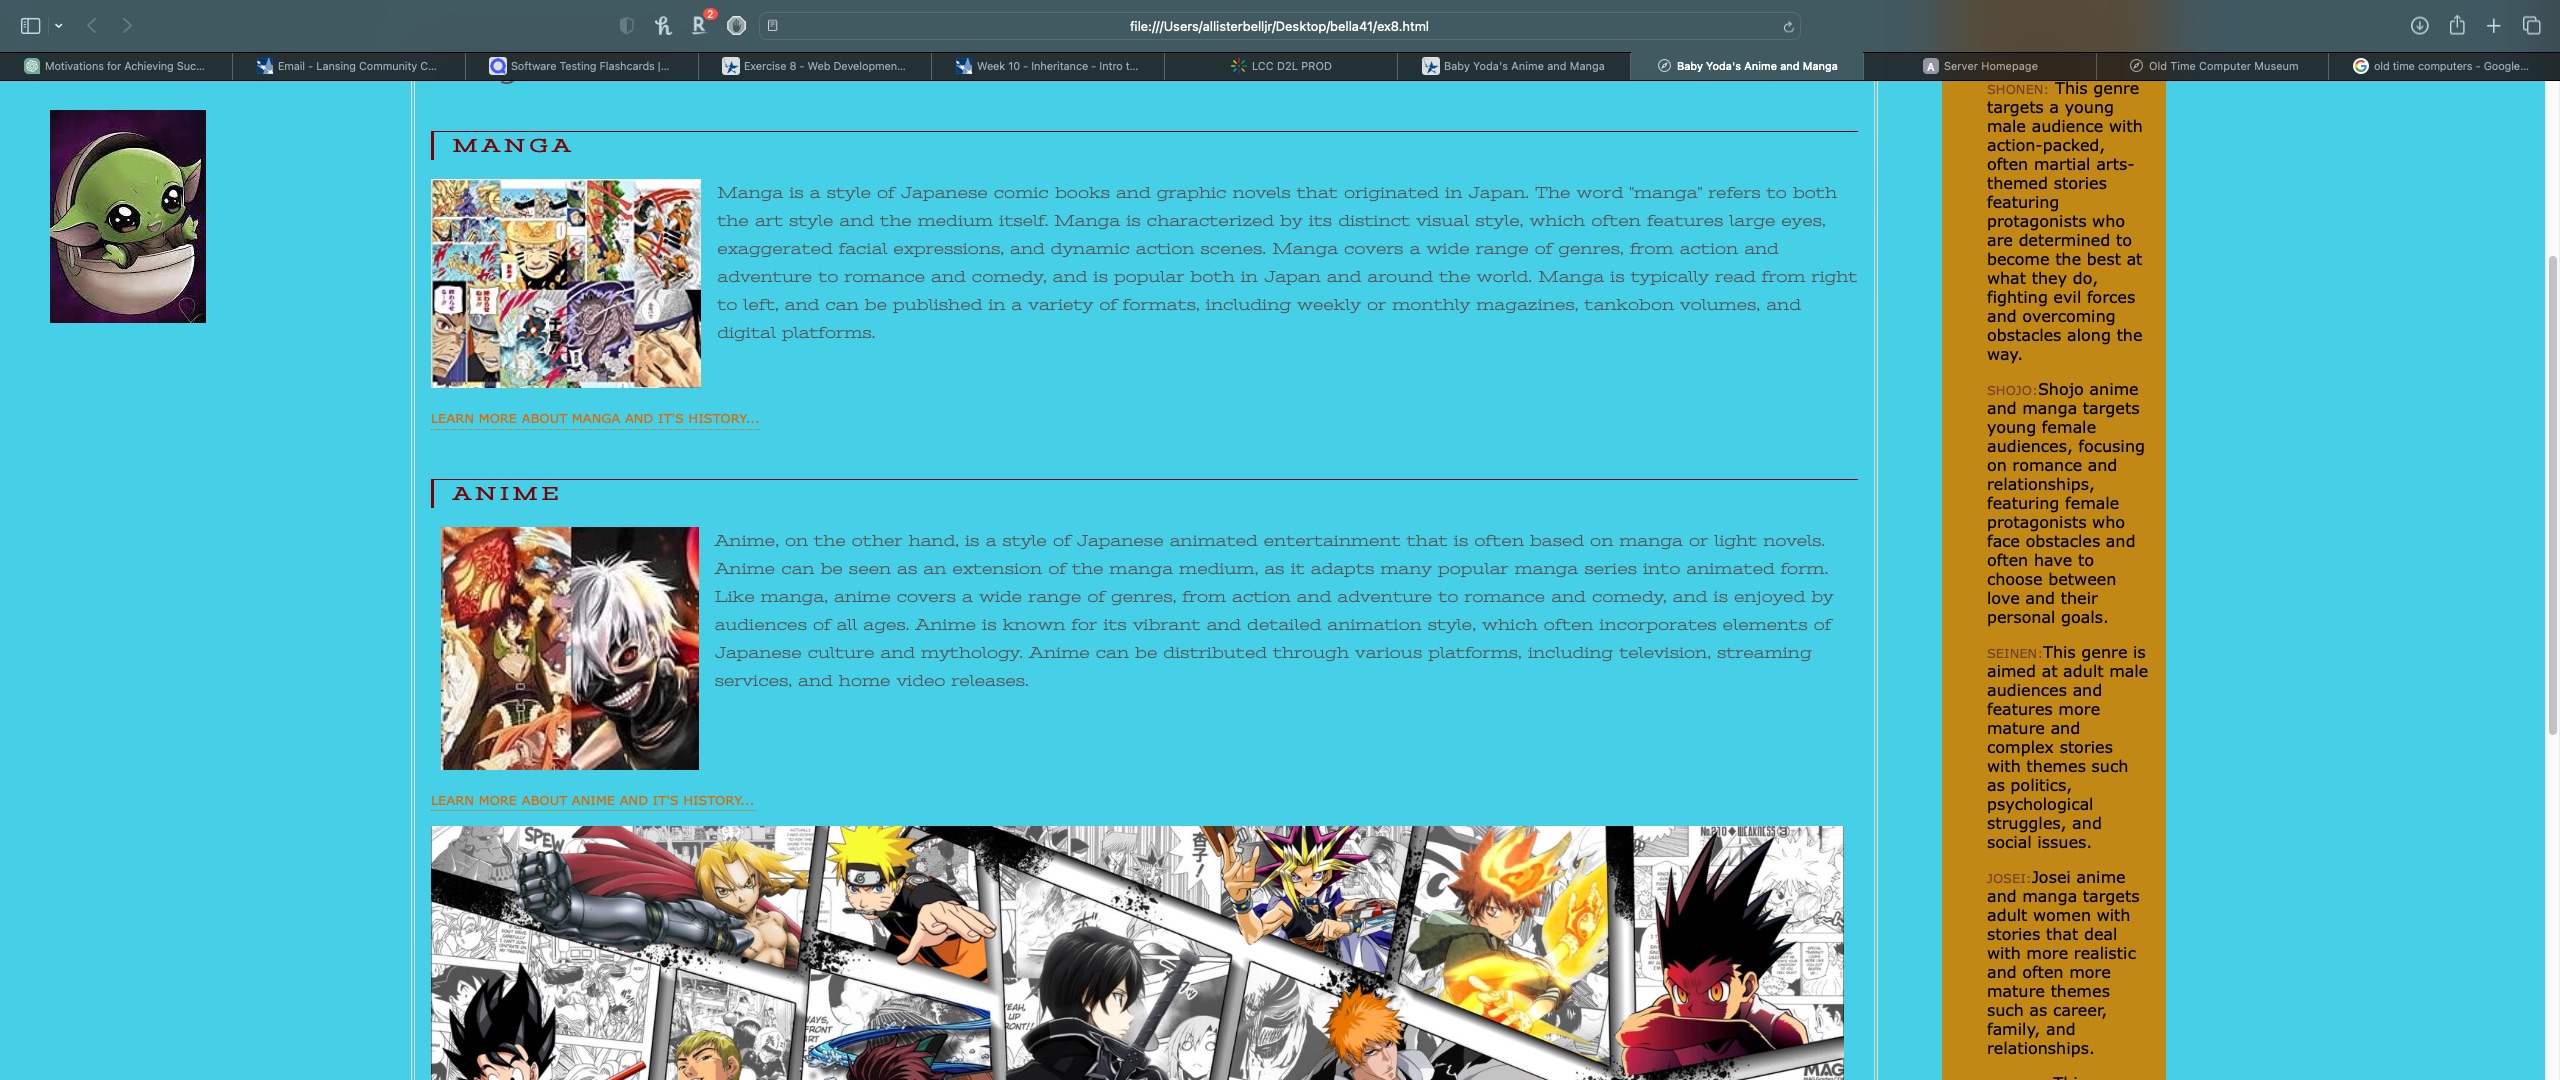 file:///Users/allisterbelljr/Desktop/bella41/ex8.html
2
Motivations for Achieving Suc...
Email - Lansing Community C...
Software Testing Flashcards |...
Exercise 8 - Web Developmen...
Week 10 - Inheritance - Intro t...
LCC D2L PROD
Baby Yoda's Anime and Manga
Baby Yoda's Anime and Manga
Server Homepage
Old Time Computer Museum
old time computers - Google...
MANGA
Manga is a style of Japanese comic books and graphic novels that originated in Japan. The word "manga" refers to both
the art style and the medium itself. Manga is characterized by its distinct visual style, which often features large eyes,
exaggerated facial expressions, and dynamic action scenes. Manga covers a wide range of genres, from action and
adventure to romance and comedy, and is popular both in Japan and around the world. Manga is typically read from right
to left, and can be published in a variety of formats, including weekly or monthly magazines, tankobon volumes, and
digital platforms.
LEARN MORE ABOUT MANGA AND IT'S HISTORY...
ANIME
Anime, on the other hand, is a style of Japanese animated entertainment that is often based on manga or light novels.
Anime can be seen as an extension of the manga medium, as it adapts many popular manga series into animated form.
Like manga, anime covers a wide range of genres, from action and adventure to romance and comedy, and is enjoyed by
audiences of all ages. Anime is known for its vibrant and detailed animation style, which often incorporates elements of
Japanese culture and mythology. Anime can be distributed through various platforms, including television, streaming
services, and home video releases.
LEARN MORE ABOUT ANIME AND IT'S HISTORY...
SPEW
杏子!
No.210◆WEAKNESS③
YEAH,
UP
FRONT!!
MAG
SHONEN: This genre
targets a young
male audience with
action-packed,
often martial arts-
themed stories
featuring
protagonists who
are determined to
become the best at
what they do,
fighting evil forces
and overcoming
obstacles along the
way.
SHOJO:Shojo anime
and manga targets
young female
audiences, focusing
on romance and
relationships,
featuring female
protagonists who
face obstacles and
often have to
choose between
love and their
personal goals.
SEINEN:This genre is
aimed at adult male
audiences and
features more
mature and
complex stories
with themes such
as politics,
psychological
struggles, and
social issues.
JOSEI:Josei anime
and manga targets
adult women with
stories that deal
with more realistic
and often more
mature themes
such as career,
family, and
relationships.